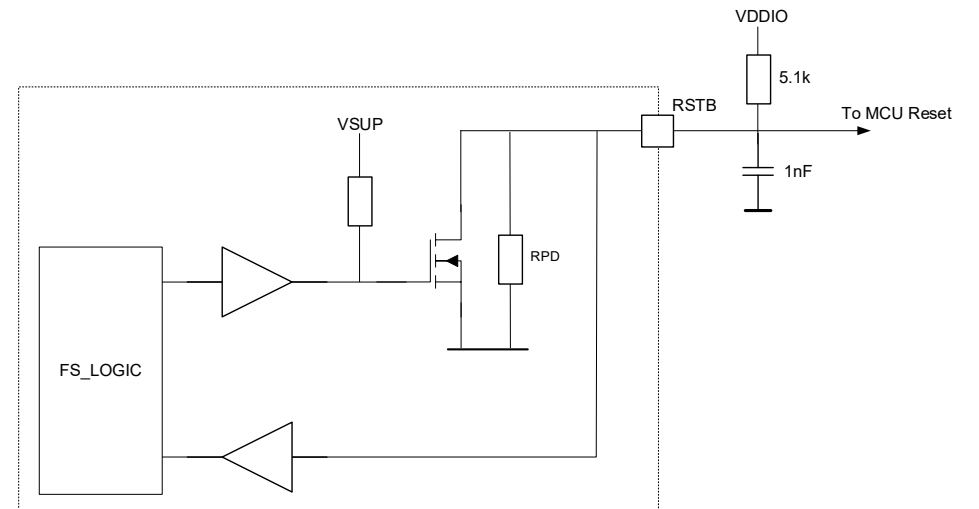 VDDIO
5.1k
RSTB
To MCU Reset
VSUP
1nF
RPD
FS_LOGIC